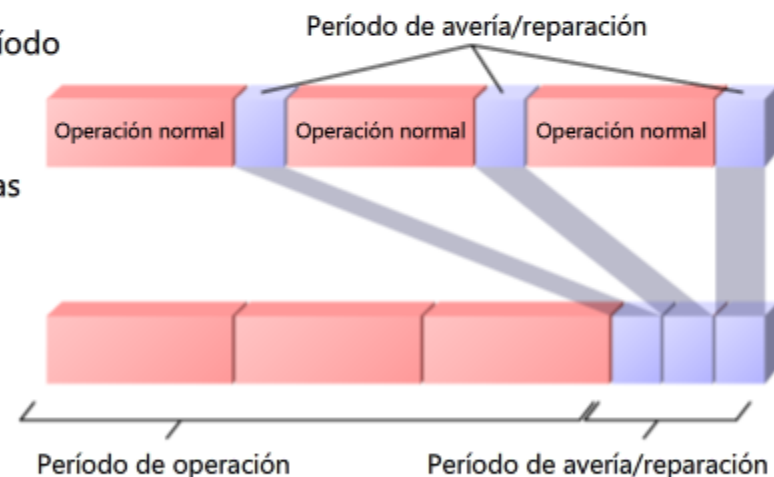 Período de avería/reparación
Operación normal
Operación normal
Operación normal
Período de operación
Período de avería/reparación